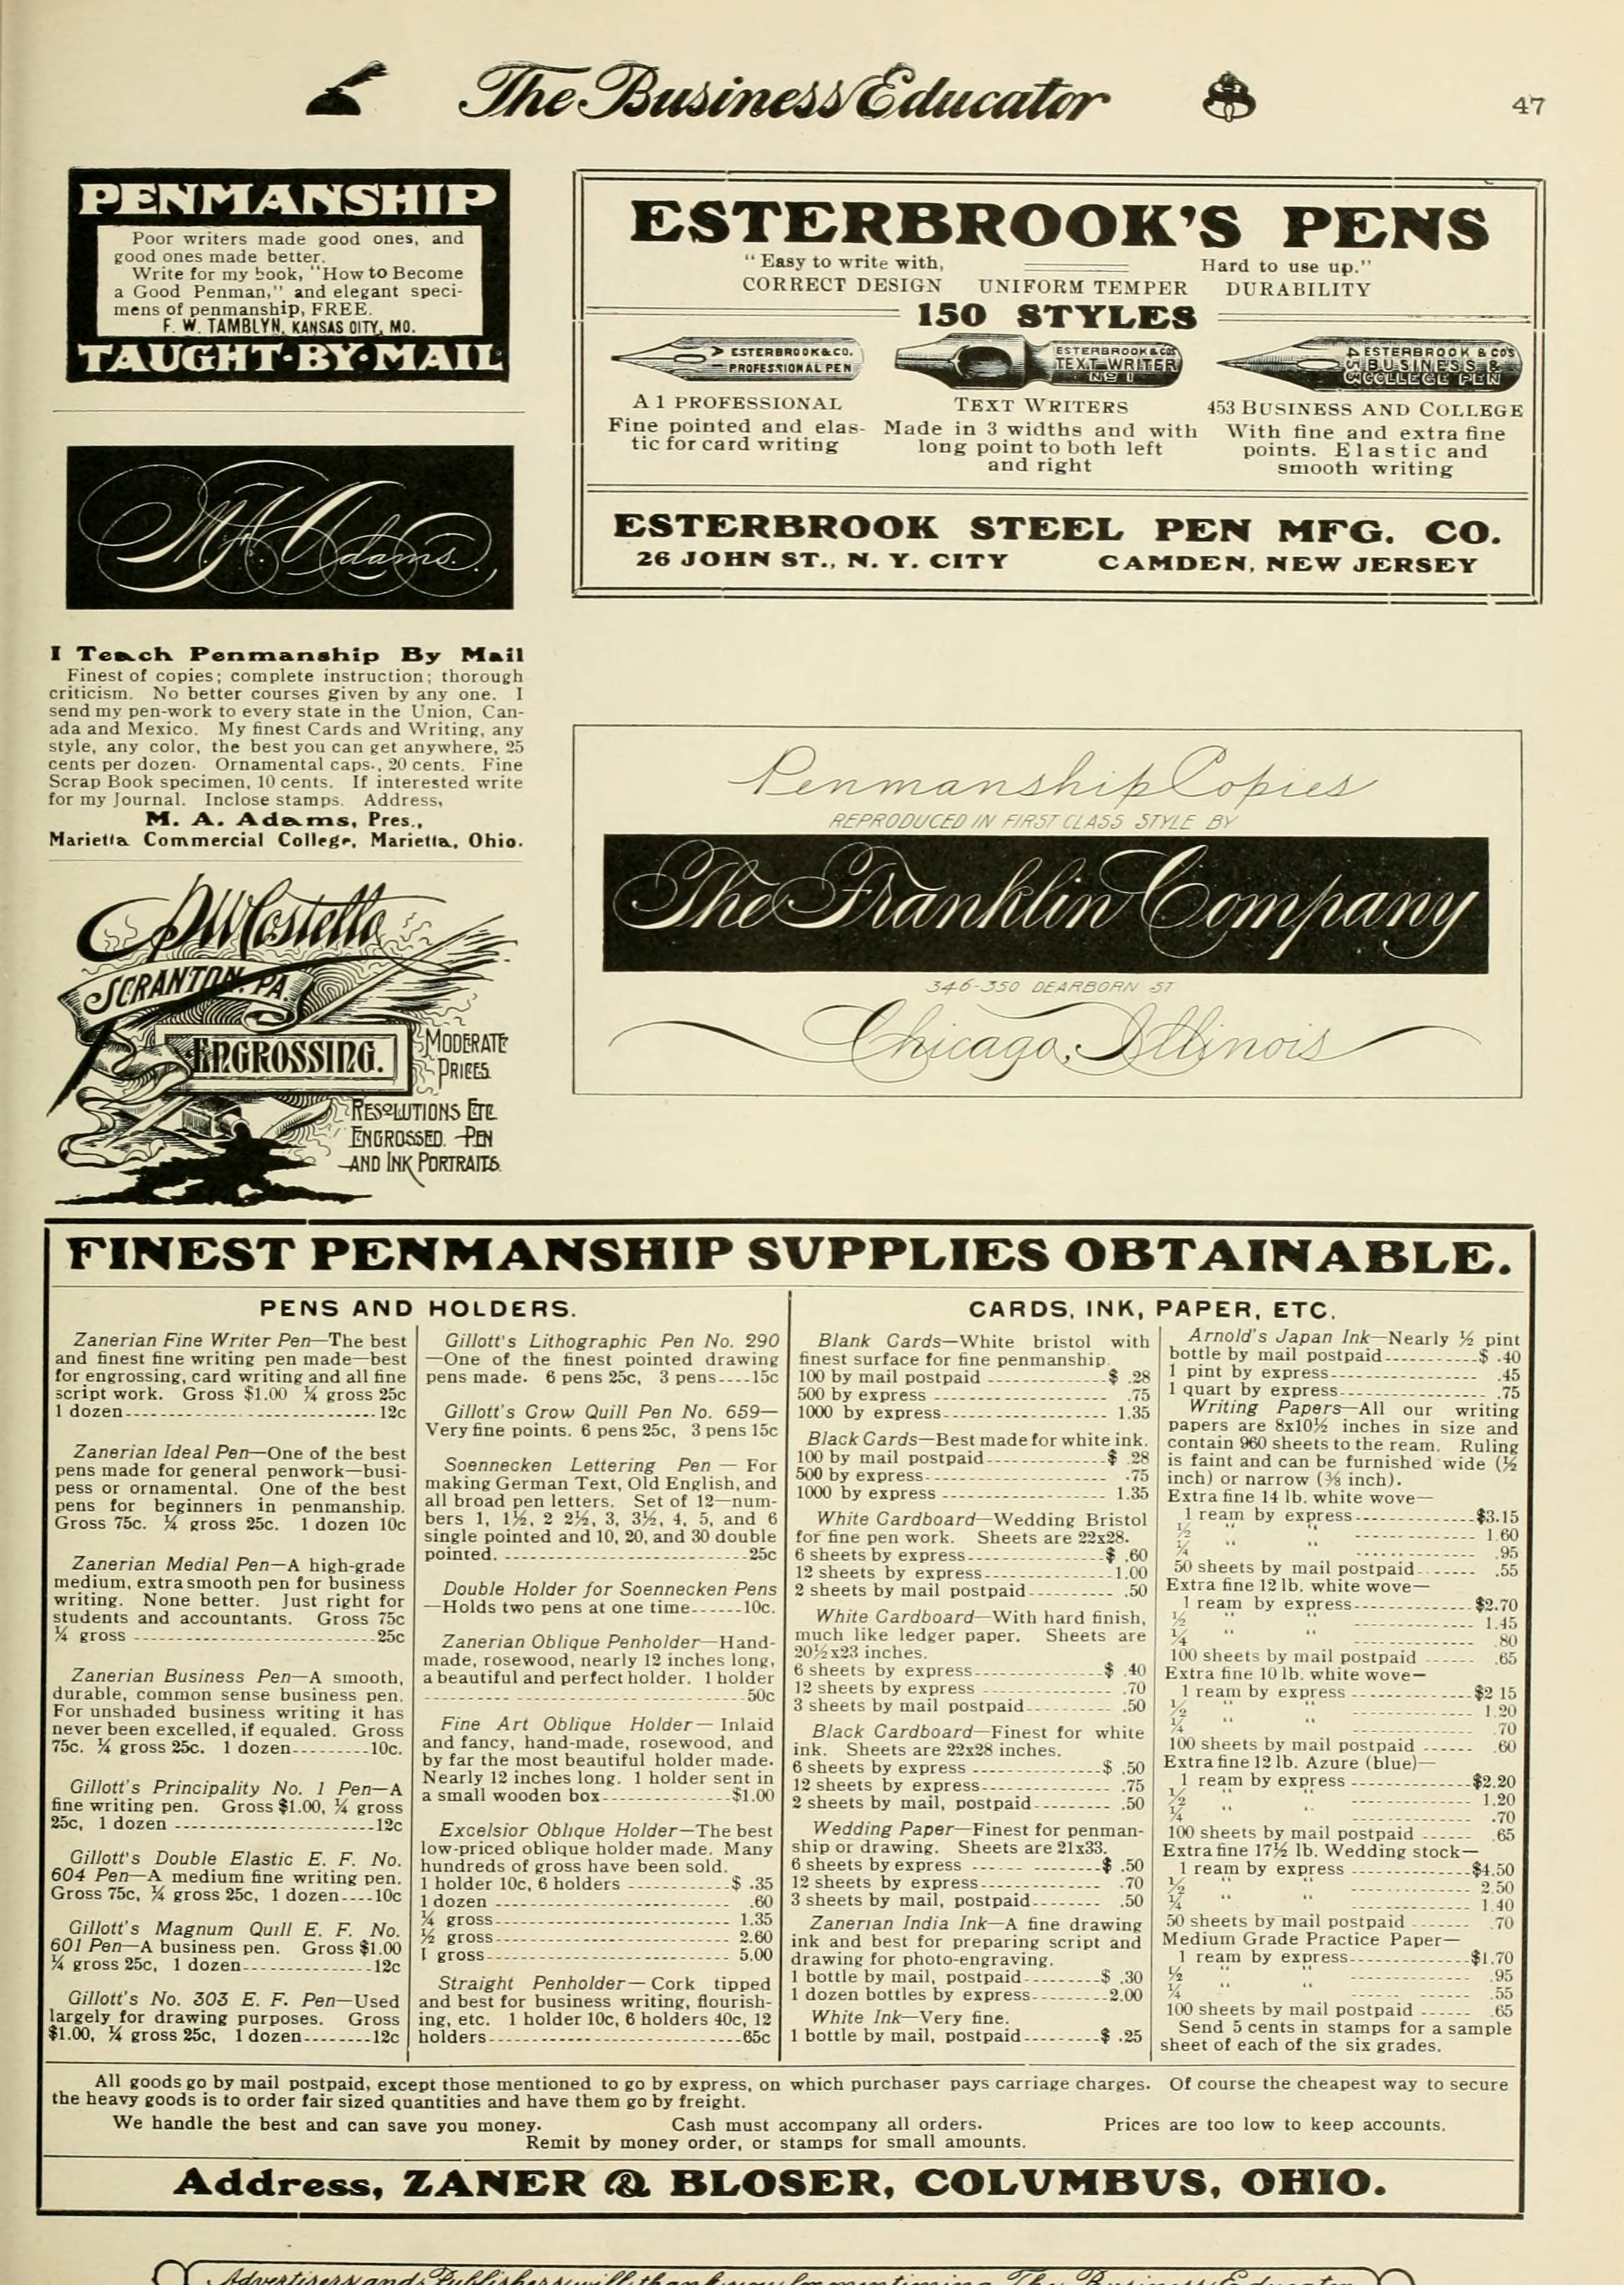 The Business Educator
47
PENMANSHIP
Poor writers made good ones, and
good ones made better.
Write for my book, "How to Become
a Good Penman," and elegant speci-
mens of penmanship, FREE.
F. W. TAMBLYN, KANSAS CITY, MO.
TAUGHT·BY·MAIL
M. A. Adams.
I Teach Penmanship By Mail
Finest of copies; complete instruction; thorough
criticism. No better courses given by any one. I
send my pen-work to every state in the Union, Can-
ada and Mexico. My finest Cards and Writing, any
style, any color, the best you can get anywhere, 25
cents per dozen. Ornamental caps., 20 cents. Fine
Scrap Book specimen, 10 cents. If interested write
for my Journal. Inclose stamps. Address,
M. A. Adams, Pres.,
Marietta Commercial College, Marietta, Ohio.
P W Costello
SCRANTON, PA.
ENGROSSING.
MODERATE
PRICES.
RESOLUTIONS ETC.
ENGROSSED. PEN
AND INK PORTRAITS.
ESTERBROOK'S PENS
"Easy to write with, Hard to use up."
CORRECT DESIGN UNIFORM TEMPER DURABILITY
150 STYLES
ESTERBROOK & CO.
PROFESSIONAL PEN
ESTERBROOK & CO'S
TEXT WRITER
No 1
ESTERBROOK & CO'S
BUSINESS &
COLLEGE PEN
453
A 1 PROFESSIONAL
Fine pointed and elas-
tic for card writing
TEXT WRITERS
Made in 3 widths and with
long point to both left
and right
453 BUSINESS AND COLLEGE
With fine and extra fine
points. Elastic and
smooth writing
ESTERBROOK STEEL PEN MFG. CO.
26 JOHN ST., N. Y. CITY CAMDEN, NEW JERSEY
Penmanship Copies
REPRODUCED IN FIRST CLASS STYLE BY
The Franklin Company
346-350 DEARBORN ST
Chicago, Illinois
FINEST PENMANSHIP SUPPLIES OBTAINABLE.
PENS AND HOLDERS.
Zanerian Fine Writer Pen—The best
and finest fine writing pen made—best
for engrossing, card writing and all fine
script work. Gross $1.00 ¼ gross 25c
1 dozen 12c
Zanerian Ideal Pen—One of the best
pens made for general penwork—busi-
pess or ornamental. One of the best
pens for beginners in penmanship.
Gross 75c. ¼ gross 25c. 1 dozen 10c
Zanerian Medial Pen—A high-grade
medium, extra smooth pen for business
writing. None better. Just right for
students and accountants. Gross 75c
¼ gross 25c
Zanerian Business Pen—A smooth,
durable, common sense business pen.
For unshaded business writing it has
never been excelled, if equaled. Gross
75c. ¼ gross 25c. 1 dozen 10c.
Gillott's Principality No. 1 Pen—A
fine writing pen. Gross $1.00, ¼ gross
25c, 1 dozen 12c
Gillott's Double Elastic E. F. No.
604 Pen—A medium fine writing pen.
Gross 75c, ¼ gross 25c, 1 dozen 10c
Gillott's Magnum Quill E. F. No.
601 Pen—A business pen. Gross $1.00
¼ gross 25c, 1 dozen 12c
Gillott's No. 303 E. F. Pen—Used
largely for drawing purposes. Gross
$1.00, ¼ gross 25c, 1 dozen 12c
Gillott's Lithographic Pen No. 290
—One of the finest pointed drawing
pens made. 6 pens 25c, 3 pens 15c
Gillott's Crow Quill Pen No. 659—
Very fine points. 6 pens 25c, 3 pens 15c
Soennecken Lettering Pen — For
making German Text, Old English, and
all broad pen letters. Set of 12—num-
bers 1, 1½, 2 2½, 3, 3½, 4, 5, and 6
single pointed and 10, 20, and 30 double
pointed. 25c
Double Holder for Soennecken Pens
—Holds two pens at one time 10c.
Zanerian Oblique Penholder—Hand-
made, rosewood, nearly 12 inches long,
a beautiful and perfect holder. 1 holder
50c
Fine Art Oblique Holder— Inlaid
and fancy, hand-made, rosewood, and
by far the most beautiful holder made.
Nearly 12 inches long. 1 holder sent in
a small wooden box $1.00
Excelsior Oblique Holder—The best
low-priced oblique holder made. Many
hundreds of gross have been sold.
1 holder 10c, 6 holders $ .35
1 dozen .60
¼ gross 1.35
½ gross 2.60
1 gross 5.00
Straight Penholder— Cork tipped
and best for business writing, flourish-
ing, etc. 1 holder 10c, 6 holders 40c, 12
holders 65c
CARDS, INK, PAPER, ETC.
Blank Cards—White bristol with
finest surface for fine penmanship.
100 by mail postpaid $ .28
500 by express .75
1000 by express 1.35
Black Cards—Best made for white ink.
100 by mail postpaid $ .28
500 by express .75
1000 by express 1.35
White Cardboard—Wedding Bristol
for fine pen work. Sheets are 22x28.
6 sheets by express $ .60
12 sheets by express 1.00
2 sheets by mail postpaid .50
White Cardboard—With hard finish,
much like ledger paper. Sheets are
20½x23 inches.
6 sheets by express $ .40
12 sheets by express .70
3 sheets by mail postpaid .50
Black Cardboard—Finest for white
ink. Sheets are 22x28 inches.
6 sheets by express $ .50
12 sheets by express .75
2 sheets by mail, postpaid .50
Wedding Paper—Finest for penman-
ship or drawing. Sheets are 21x33.
6 sheets by express $ .50
12 sheets by express .70
3 sheets by mail, postpaid .50
Zanerian India Ink—A fine drawing
ink and best for preparing script and
drawing for photo-engraving.
1 bottle by mail, postpaid $ .30
1 dozen bottles by express 2.00
White Ink—Very fine.
1 bottle by mail, postpaid $ .25
Arnold's Japan Ink—Nearly ½ pint
bottle by mail postpaid $ .40
1 pint by express .45
1 quart by express .75
Writing Papers—All our writing
papers are 8x10½ inches in size and
contain 960 sheets to the ream. Ruling
is faint and can be furnished wide (½
inch) or narrow (⅜ inch).
Extra fine 14 lb. white wove—
1 ream by express $3.15
½ " " 1.60
¼ " " .95
50 sheets by mail postpaid .55
Extra fine 12 lb. white wove—
1 ream by express $2.70
½ " " 1.45
¼ " " .80
100 sheets by mail postpaid .65
Extra fine 10 lb. white wove—
1 ream by express $2 15
½ " " 1.20
¼ " " .70
100 sheets by mail postpaid .60
Extra fine 12 lb. Azure (blue)—
1 ream by express $2.20
½ " " 1.20
¼ " " .70
100 sheets by mail postpaid .65
Extra fine 17½ lb. Wedding stock—
1 ream by express $4.50
½ " " 2.50
¼ " " 1.40
50 sheets by mail postpaid .70
Medium Grade Practice Paper—
1 ream by express $1.70
½ " " .95
¼ " " .55
100 sheets by mail postpaid .65
Send 5 cents in stamps for a sample
sheet of each of the six grades.
All goods go by mail postpaid, except those mentioned to go by express, on which purchaser pays carriage charges. Of course the cheapest way to secure
the heavy goods is to order fair sized quantities and have them go by freight.
We handle the best and can save you money. Cash must accompany all orders. Prices are too low to keep accounts.
Remit by money order, or stamps for small amounts.
Address, ZANER & BLOSER, COLUMBUS, OHIO.
Advertisers and Publishers will thank you for mentioning The Business Educator